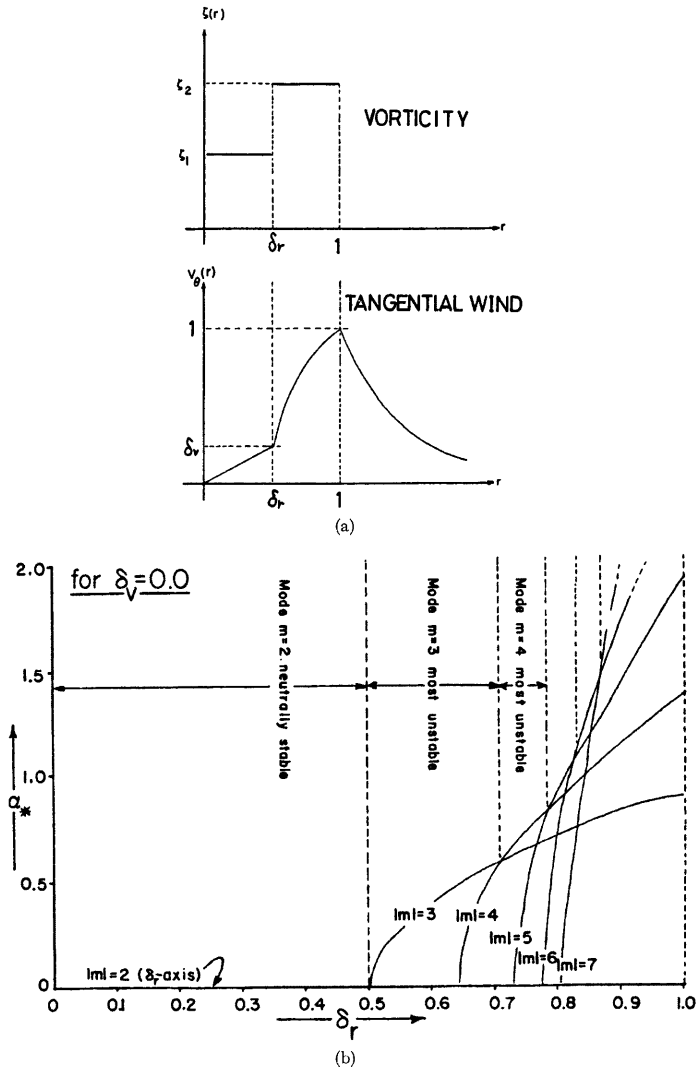 ζ(r)
ζ₂
VORTICITY
ζ₁
r
δr
1
Vθ(r)
TANGENTIAL WIND
1
δv
r
δr
1
(a)
2.0
for δv=0.0
Mode m=2 neutrally stable
Mode m=3 most unstable
Mode m=4 most unstable
1.5
1.0
α*
0.5
|m|=3
|m|=4
|m|=5
|m|=6
|m|=7
|m|=2 (δr-axis)
0
0 0.1 0.2 0.3 0.4 0.5 0.6 0.7 0.8 0.9 1.0
δr
(b)